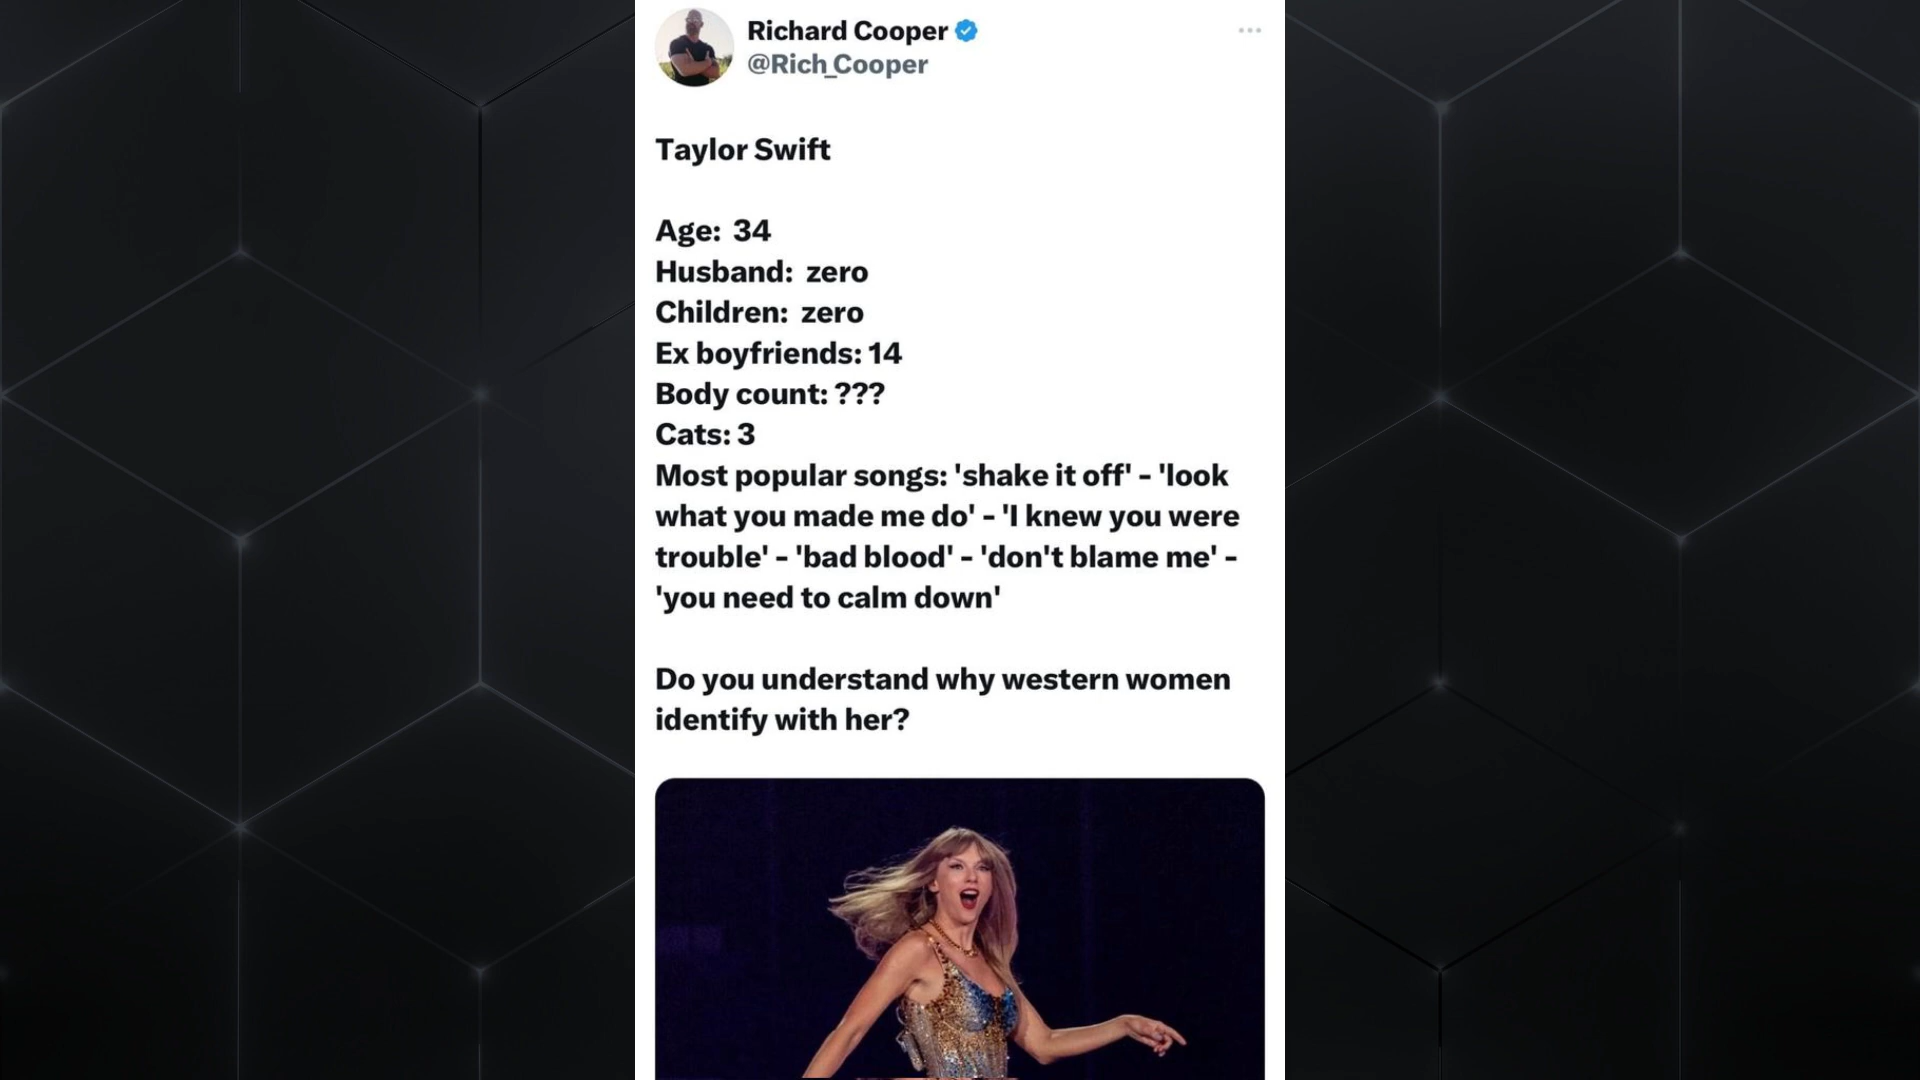 Richard Cooper
@Rich_Cooper
Taylor Swift
Age: 34
Husband: zero
Children: zero
Ex boyfriends: 14
Body count: ???
Cats: 3
Most popular songs: 'shake it off' - 'look
what you made me do' - 'I knew you were
trouble' - 'bad blood' - 'don't blame me' -
'you need to calm down'
Do you understand why western women
identify with her?